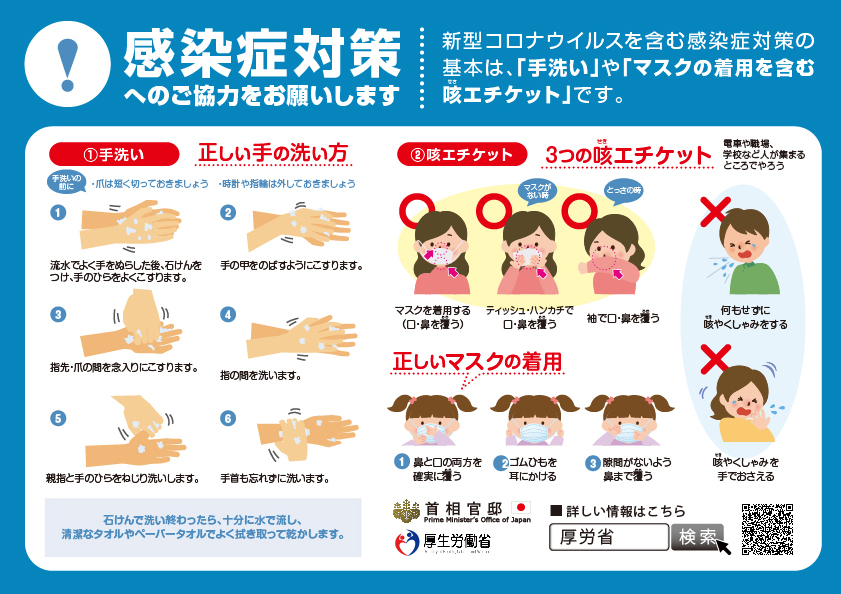 感染症対策
へのご協力をお願いします
新型コロナウイルスを含む感染症対策の
基本は、「手洗い」や「マスクの着用を含む
咳エチケット」です。
①手洗い
正しい手の洗い方
手洗いの
前に
・爪は短く切っておきましょう
・時計や指輪は外しておきましょう
1
流水でよく手をぬらした後、石けんを
つけ、手のひらをよくこすります。
2
手の甲をのばすようにこすります。
3
指先・爪の間を念入りにこすります。
4
指の間を洗います。
5
親指と手のひらをねじり洗いします。
6
手首も忘れずに洗います。
石けんで洗い終わったら、十分に水で流し、
清潔なタオルやペーパータオルでよく拭き取って乾かします。
②咳エチケット
3つの咳エチケット
電車や職場、
学校など人が集まる
ところでやろう
マスクが
ない時
とっさの時
マスクを着用する
(口・鼻を覆う)
ティッシュ・ハンカチで
口・鼻を覆う
袖で口・鼻を覆う
何もせずに
咳やくしゃみをする
咳やくしゃみを
手でおさえる
正しいマスクの着用
1 鼻と口の両方を
確実に覆う
2 ゴムひもを
耳にかける
3 隙間がないよう
鼻まで覆う
首相官邸
Prime Minister's Office of Japan
厚生労働省
■詳しい情報はこちら
厚労省 検索